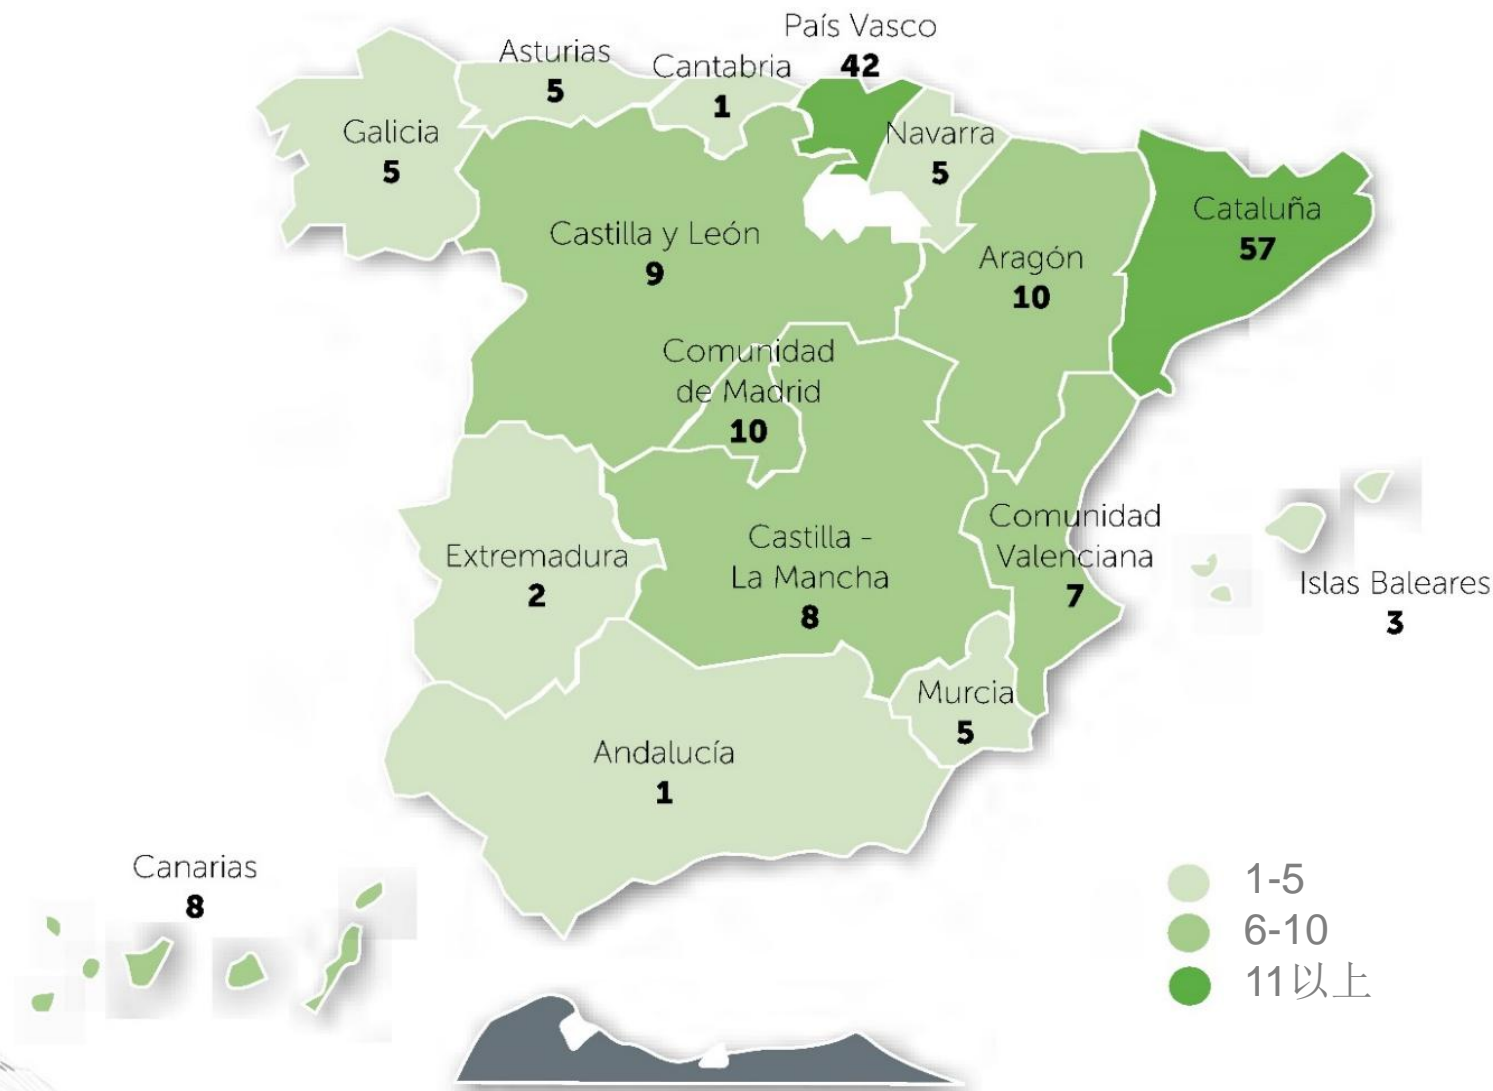 País Vasco
42
Asturias
5
Cantabria
1
Galicia
5
Navarra
5
Cataluña
57
Castilla y León
9
Aragón
10
Comunidad
de Madrid
10
Comunidad
Valenciana
7
Castilla -
La Mancha
8
Extremadura
2
Islas Baleares
3
Murcia
5
Andalucía
1
Canarias
8
1-5
6-10
11以上